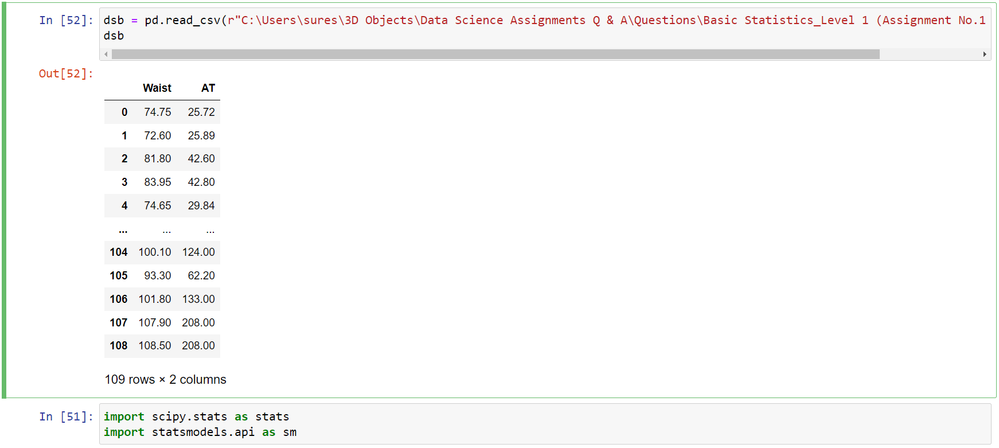 In [52]: dsb = pd.read_csv(r"C:\Users\sures\3D Objects\Data Science Assignments Q & A\Questions\Basic Statistics_Level 1 (Assignment No.1
dsb
Out[52]:
Waist AT
0 74.75 25.72
1 72.60 25.89
2 81.80 42.60
3 83.95 42.80
4 74.65 29.84
... ... ...
104 100.10 124.00
105 93.30 62.20
106 101.80 133.00
107 107.90 208.00
108 108.50 208.00
109 rows × 2 columns
In [51]: import scipy.stats as stats
import statsmodels.api as sm